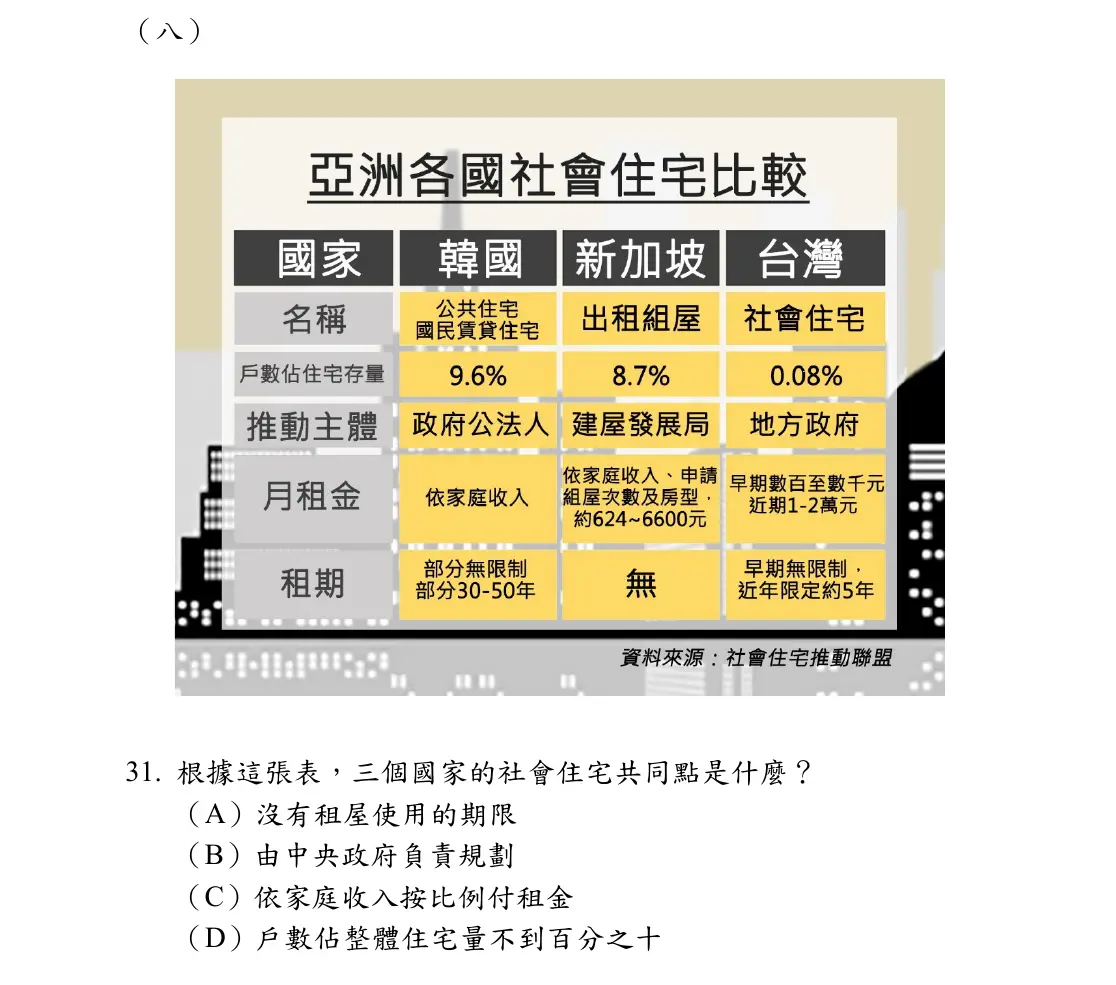 （八）
亞洲各國社會住宅比較
國家 韓國 新加坡 台灣
名稱 公共住宅 國民賃貸住宅 出租組屋 社會住宅
戶數佔住宅存量 9.6% 8.7% 0.08%
推動主體 政府公法人 建屋發展局 地方政府
月租金 依家庭收入 依家庭收入、申請組屋次數及房型，約624~6600元 早期數百至數千元 近期1-2萬元
租期 部分無限制 部分30-50年 無 早期無限制，近年限定約5年
資料來源：社會住宅推動聯盟
31. 根據這張表，三個國家的社會住宅共同點是什麼？
（A）沒有租屋使用的期限
（B）由中央政府負責規劃
（C）依家庭收入按比例付租金
（D）戶數佔整體住宅量不到百分之十